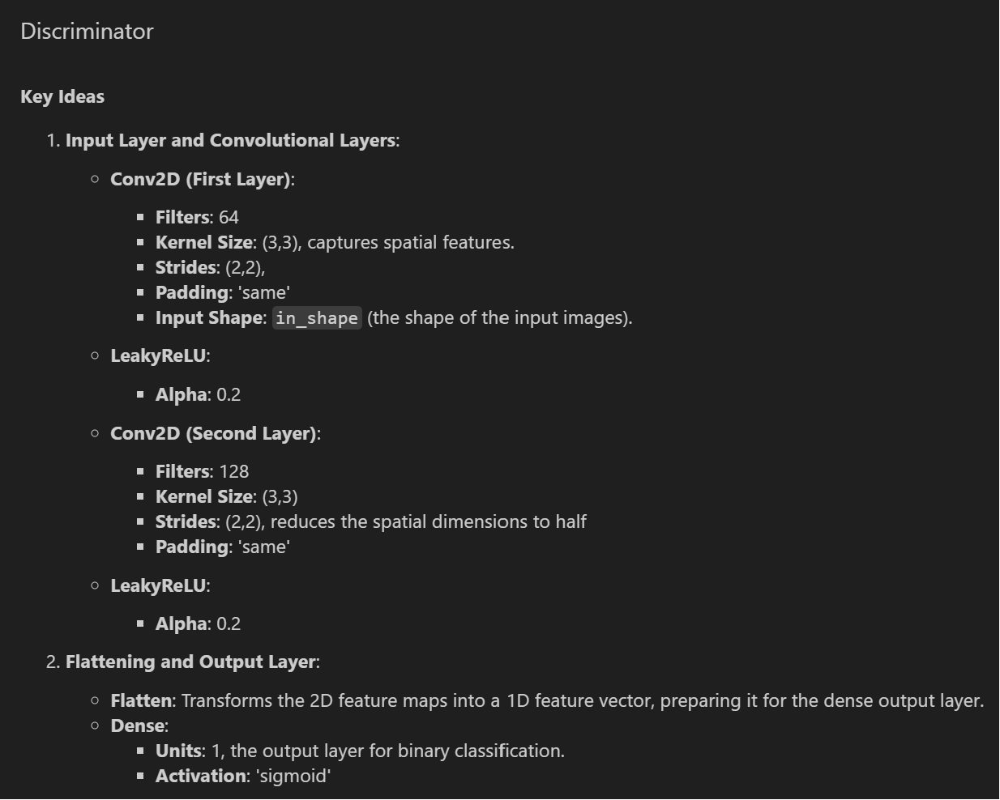 Discriminator
Key Ideas
1. Input Layer and Convolutional Layers:
Conv2D (First Layer):
Filters: 64
Kernel Size: (3,3), captures spatial features.
Strides: (2,2),
Padding: 'same'
Input Shape: in_shape (the shape of the input images).
LeakyReLU:
Alpha: 0.2
Conv2D (Second Layer):
Filters: 128
Kernel Size: (3,3)
Strides: (2,2), reduces the spatial dimensions to half
Padding: 'same'
LeakyReLU:
Alpha: 0.2
2. Flattening and Output Layer:
Flatten: Transforms the 2D feature maps into a 1D feature vector, preparing it for the dense output layer.
Dense:
Units: 1, the output layer for binary classification.
Activation: 'sigmoid'